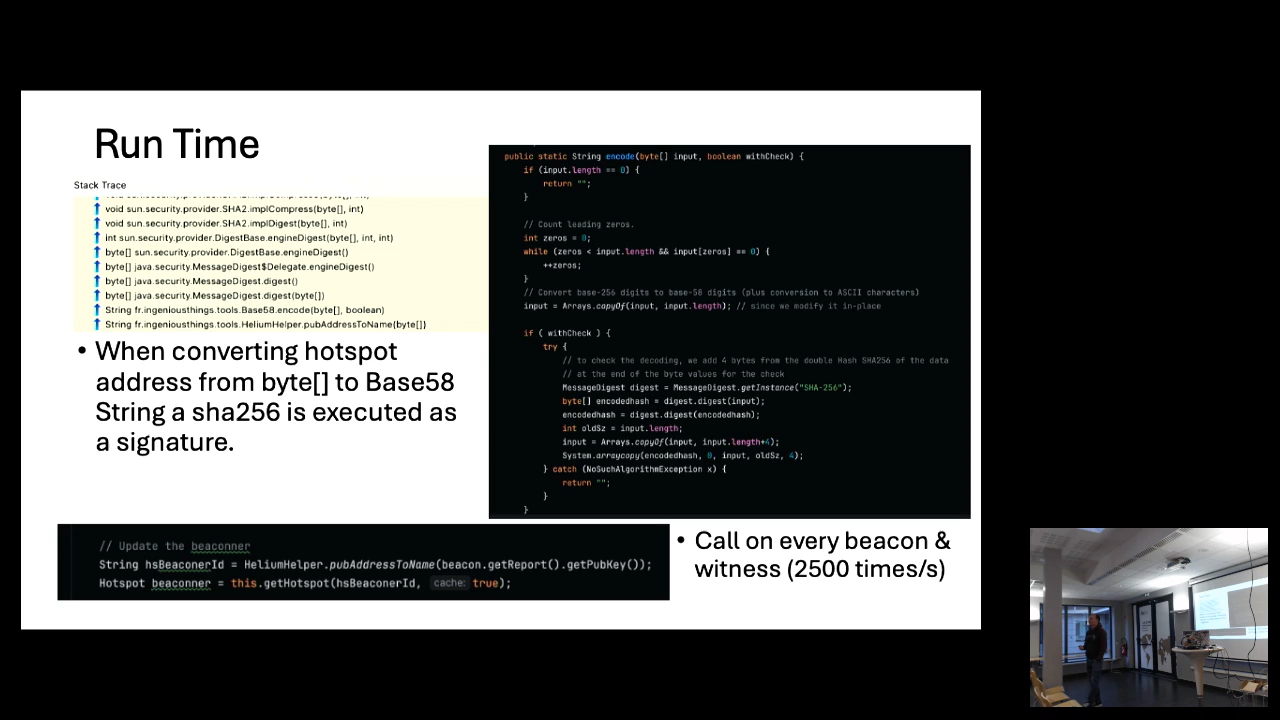 Run Time
Stack Trace
void sun.security.provider.SHA2.implCompress(byte[], int)
void sun.security.provider.SHA2.implDigest(byte[], int)
int sun.security.provider.DigestBase.engineDigest(byte[], int, int)
byte[] sun.security.provider.DigestBase.engineDigest()
byte[] java.security.MessageDigest$Delegate.engineDigest()
byte[] java.security.MessageDigest.digest()
byte[] java.security.MessageDigest.digest(byte[])
String fr.ingeniousthings.tools.Base58.encode(byte[], boolean)
String fr.ingeniousthings.tools.HeliumHelper.pubAddressToName(byte[])
• When converting hotspot
address from byte[] to Base58
String a sha256 is executed as
a signature.
public static String encode(byte[] input, boolean withCheck) {
if (input.length == 0) {
return "";
}
// Count leading zeros.
int zeros = 0;
while (zeros < input.length && input[zeros] == 0) {
++zeros;
}
// Convert base-256 digits to base-58 digits (plus conversion to ASCII characters)
input = Arrays.copyOf(input, input.length); // since we modify it in-place
if ( withCheck ) {
try {
// to check the decoding, we add 4 bytes from the double Hash SHA256 of the data
// at the end of the byte values for the check
MessageDigest digest = MessageDigest.getInstance("SHA-256");
byte[] encodedhash = digest.digest(input);
encodedhash = digest.digest(encodedhash);
int oldSz = input.length;
input = Arrays.copyOf(input, input.length+4);
System.arraycopy(encodedhash, 0, input, oldSz, 4);
} catch (NoSuchAlgorithmException x) {
return "";
}
}
// Update the beaconner
String hsBeaconerId = HeliumHelper.pubAddressToName(beacon.getReport().getPubKey());
Hotspot beaconner = this.getHotspot(hsBeaconerId, cache: true);
• Call on every beacon &
witness (2500 times/s)